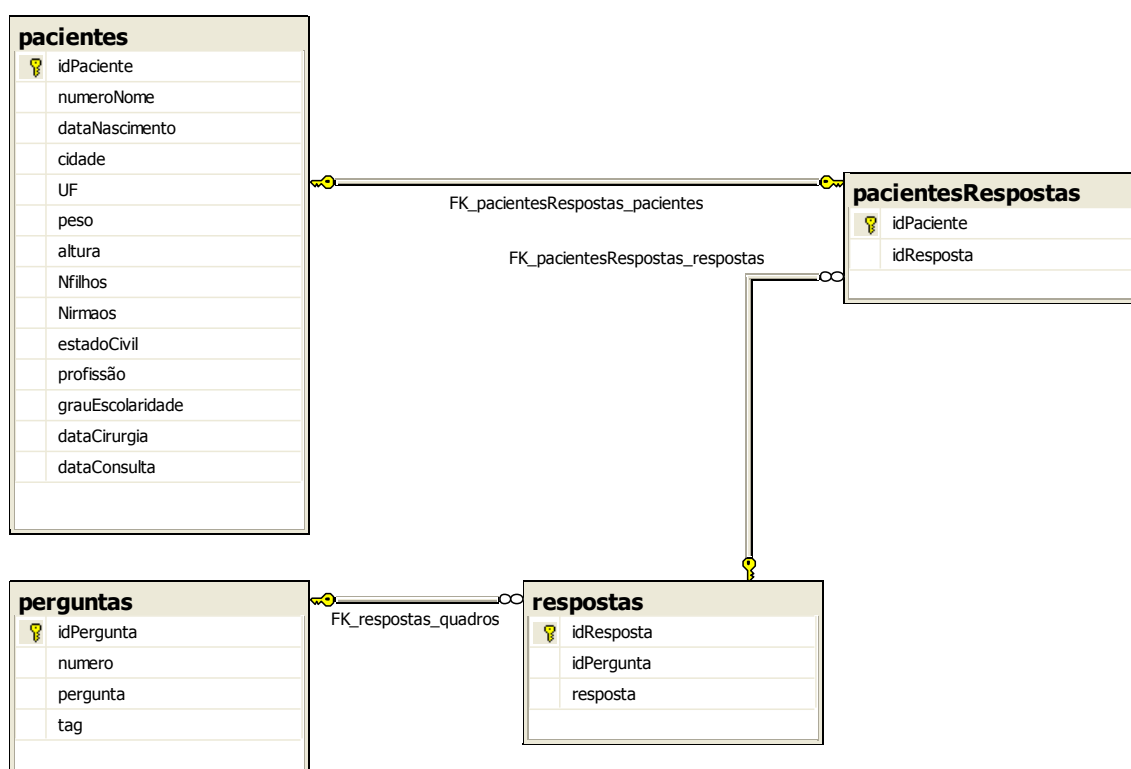 pacientes
idPaciente
numeroNome
dataNascimento
cidade
UF
peso
altura
Nfilhos
Nirmaos
estadoCivil
profissão
grauEscolaridade
dataCirurgia
dataConsulta
FK_pacientesRespostas_pacientes
FK_pacientesRespostas_respostas
pacientesRespostas
idPaciente
idResposta
perguntas
idPergunta
numero
pergunta
tag
FK_respostas_quadros
respostas
idResposta
idPergunta
resposta